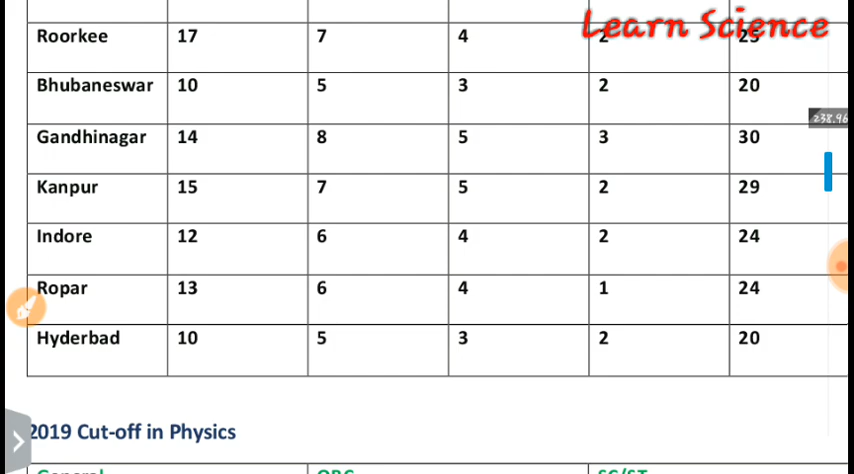 Learn Science
Roorkee 17 7 4 2 25
Bhubaneswar 10 5 3 2 20
238.96
Gandhinagar 14 8 5 3 30
Kanpur 15 7 5 2 29
Indore 12 6 4 2 24
Ropar 13 6 4 1 24
Hyderbad 10 5 3 2 20
2019 Cut-off in Physics
General OBC SC/ST